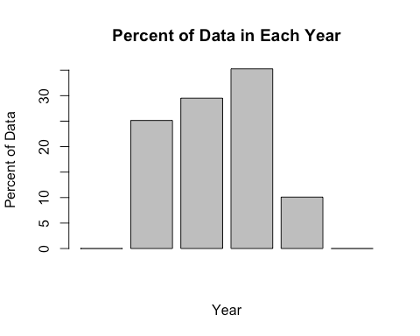 Percent of Data in Each Year
Percent of Data
30
20
10
5
0
Year